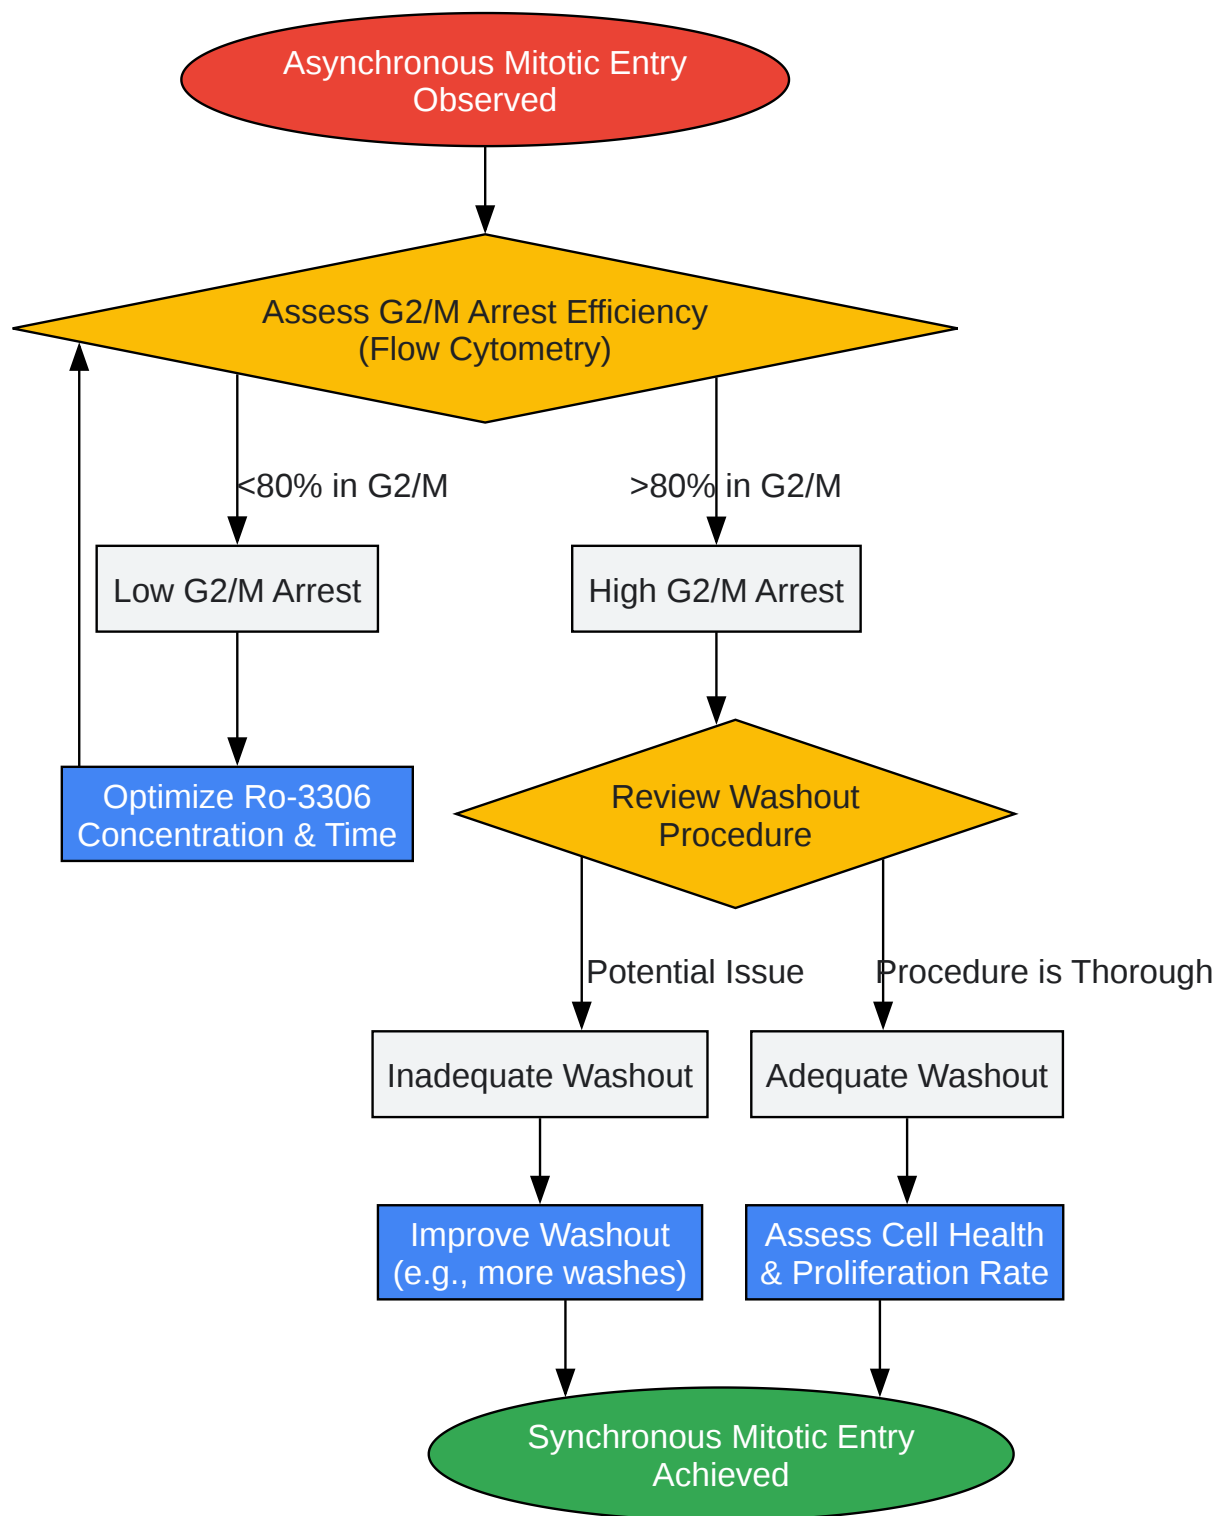 Asynchronous Mitotic Entry
Observed
Assess G2/M Arrest Efficiency
(Flow Cytometry)
<80% in G2/M
>80% in G2/M
Low G2/M Arrest
High G2/M Arrest
Optimize Ro-3306
Concentration & Time
Review Washout
Procedure
Potential Issue
Procedure is Thorough
Inadequate Washout
Adequate Washout
Improve Washout
(e.g., more washes)
Assess Cell Health
& Proliferation Rate
Synchronous Mitotic Entry
Achieved